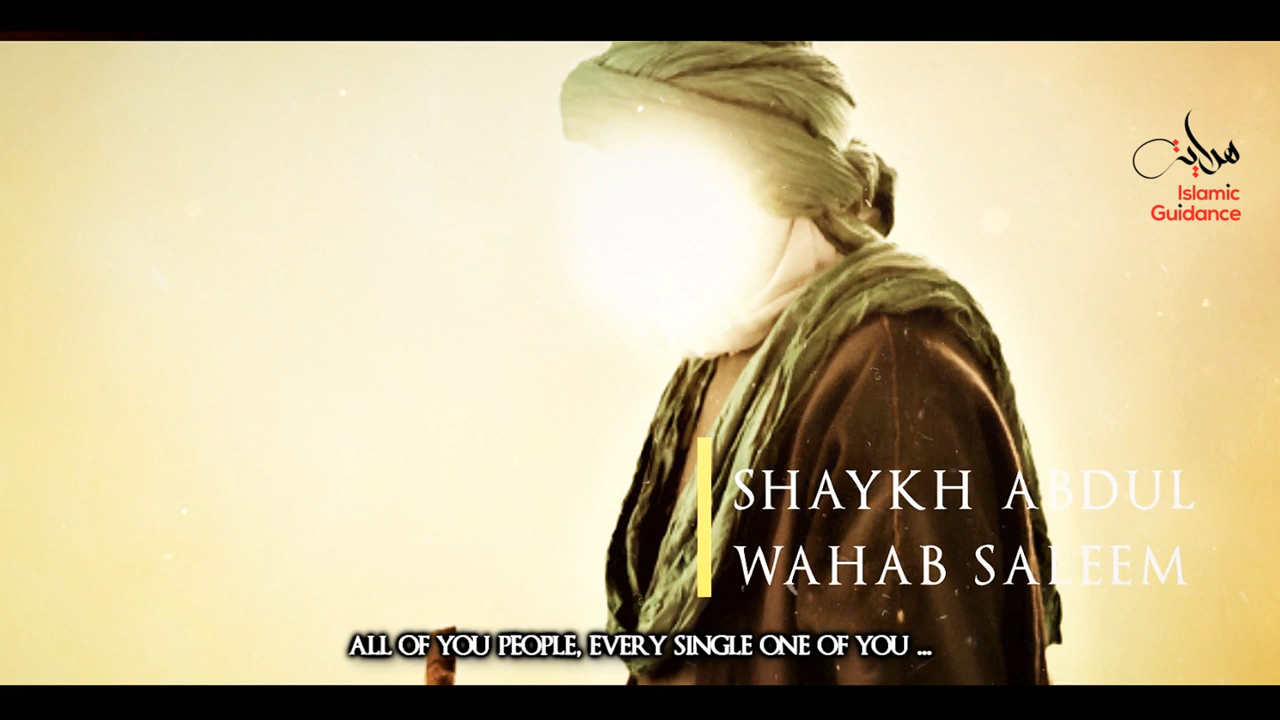 هداية
Islamic
Guidance
SHAYKH ABDUL
WAHAB SALEEM
ALL OF YOU PEOPLE, EVERY SINGLE ONE OF YOU ...